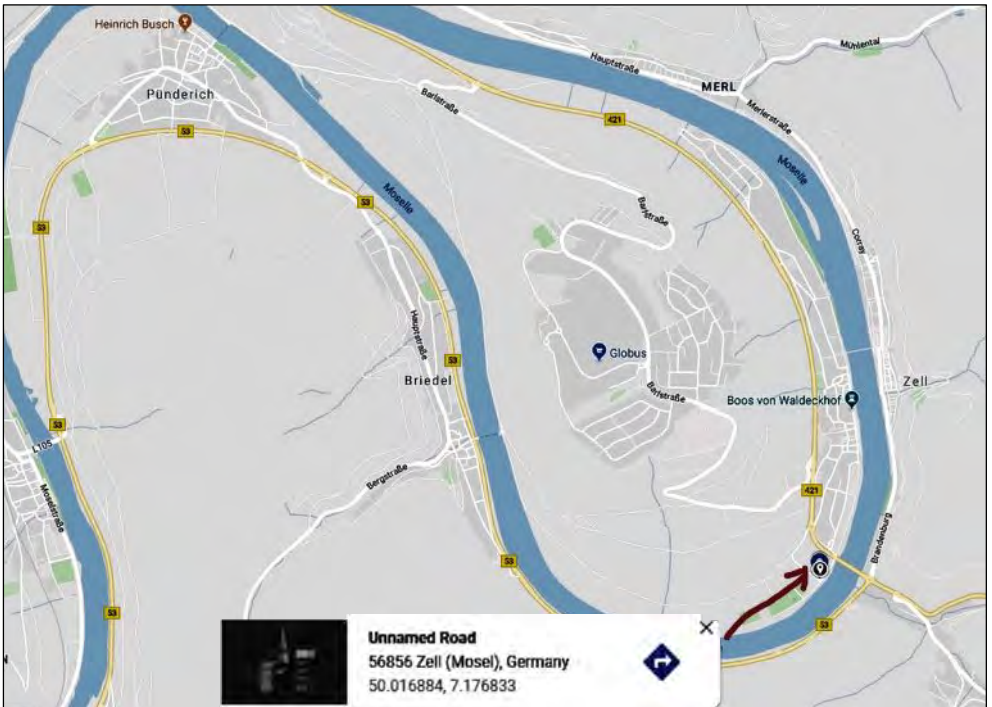 Heinrich Busch
Pünderich
Hauptstraße
Mühlental
MERL
Barlstraße
Merlerstraße
421
53
Moselle
Moselle
53
53
Barlstraße
Corray
Hauptstraße
53
Globus
Briedel
Barlstraße
Zell
Boos von Waldeckhof
53
L105
Bergstraße
421
Moselstraße
Brandenburg
53
53
53
Unnamed Road
56856 Zell (Mosel), Germany
50.016884, 7.176833